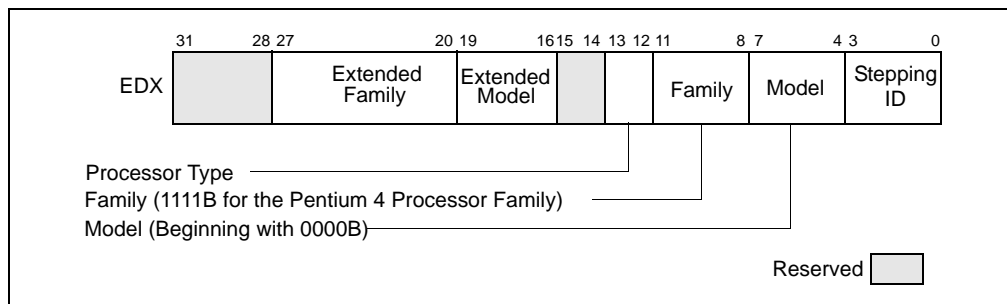 31 28 27 20 19 16 15 14 13 12 11 8 7 4 3 0
EDX
Extended Family
Extended Model
Family
Model
Stepping ID
Processor Type
Family (1111B for the Pentium 4 Processor Family)
Model (Beginning with 0000B)
Reserved